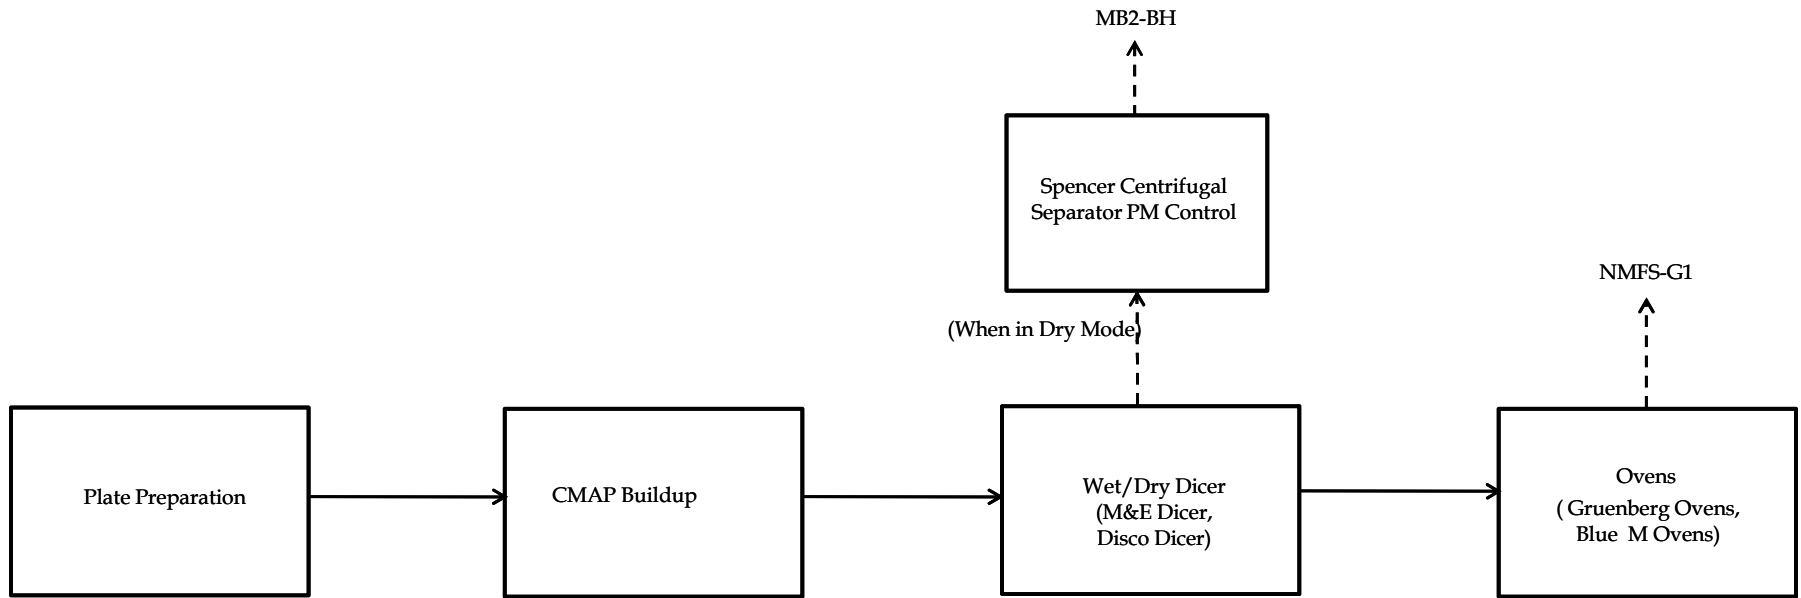 MB2-BH
Spencer Centrifugal
Separator PM Control
NMFS-G1
(When in Dry Mode)
Plate Preparation
CMAP Buildup
Wet/Dry Dicer
(M&E Dicer,
Disco Dicer)
Ovens
( Gruenberg Ovens,
Blue M Ovens)